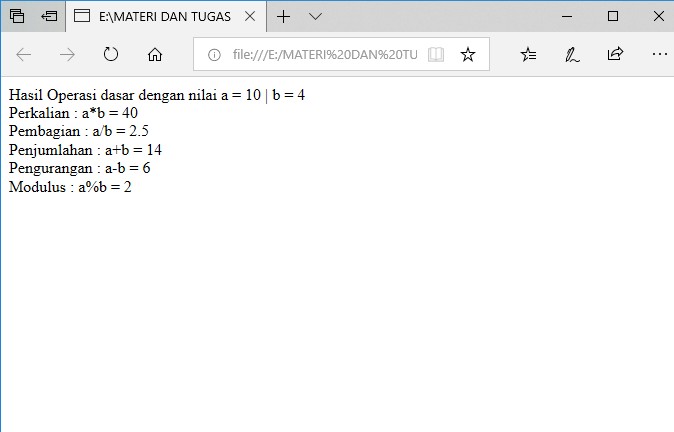 E:\MATERI DAN TUGAS
file:///E:/MATERI%20DAN%20TU
Hasil Operasi dasar dengan nilai a = 10 | b = 4
Perkalian : a*b = 40
Pembagian : a/b = 2.5
Penjumlahan : a+b = 14
Pengurangan : a-b = 6
Modulus : a%b = 2